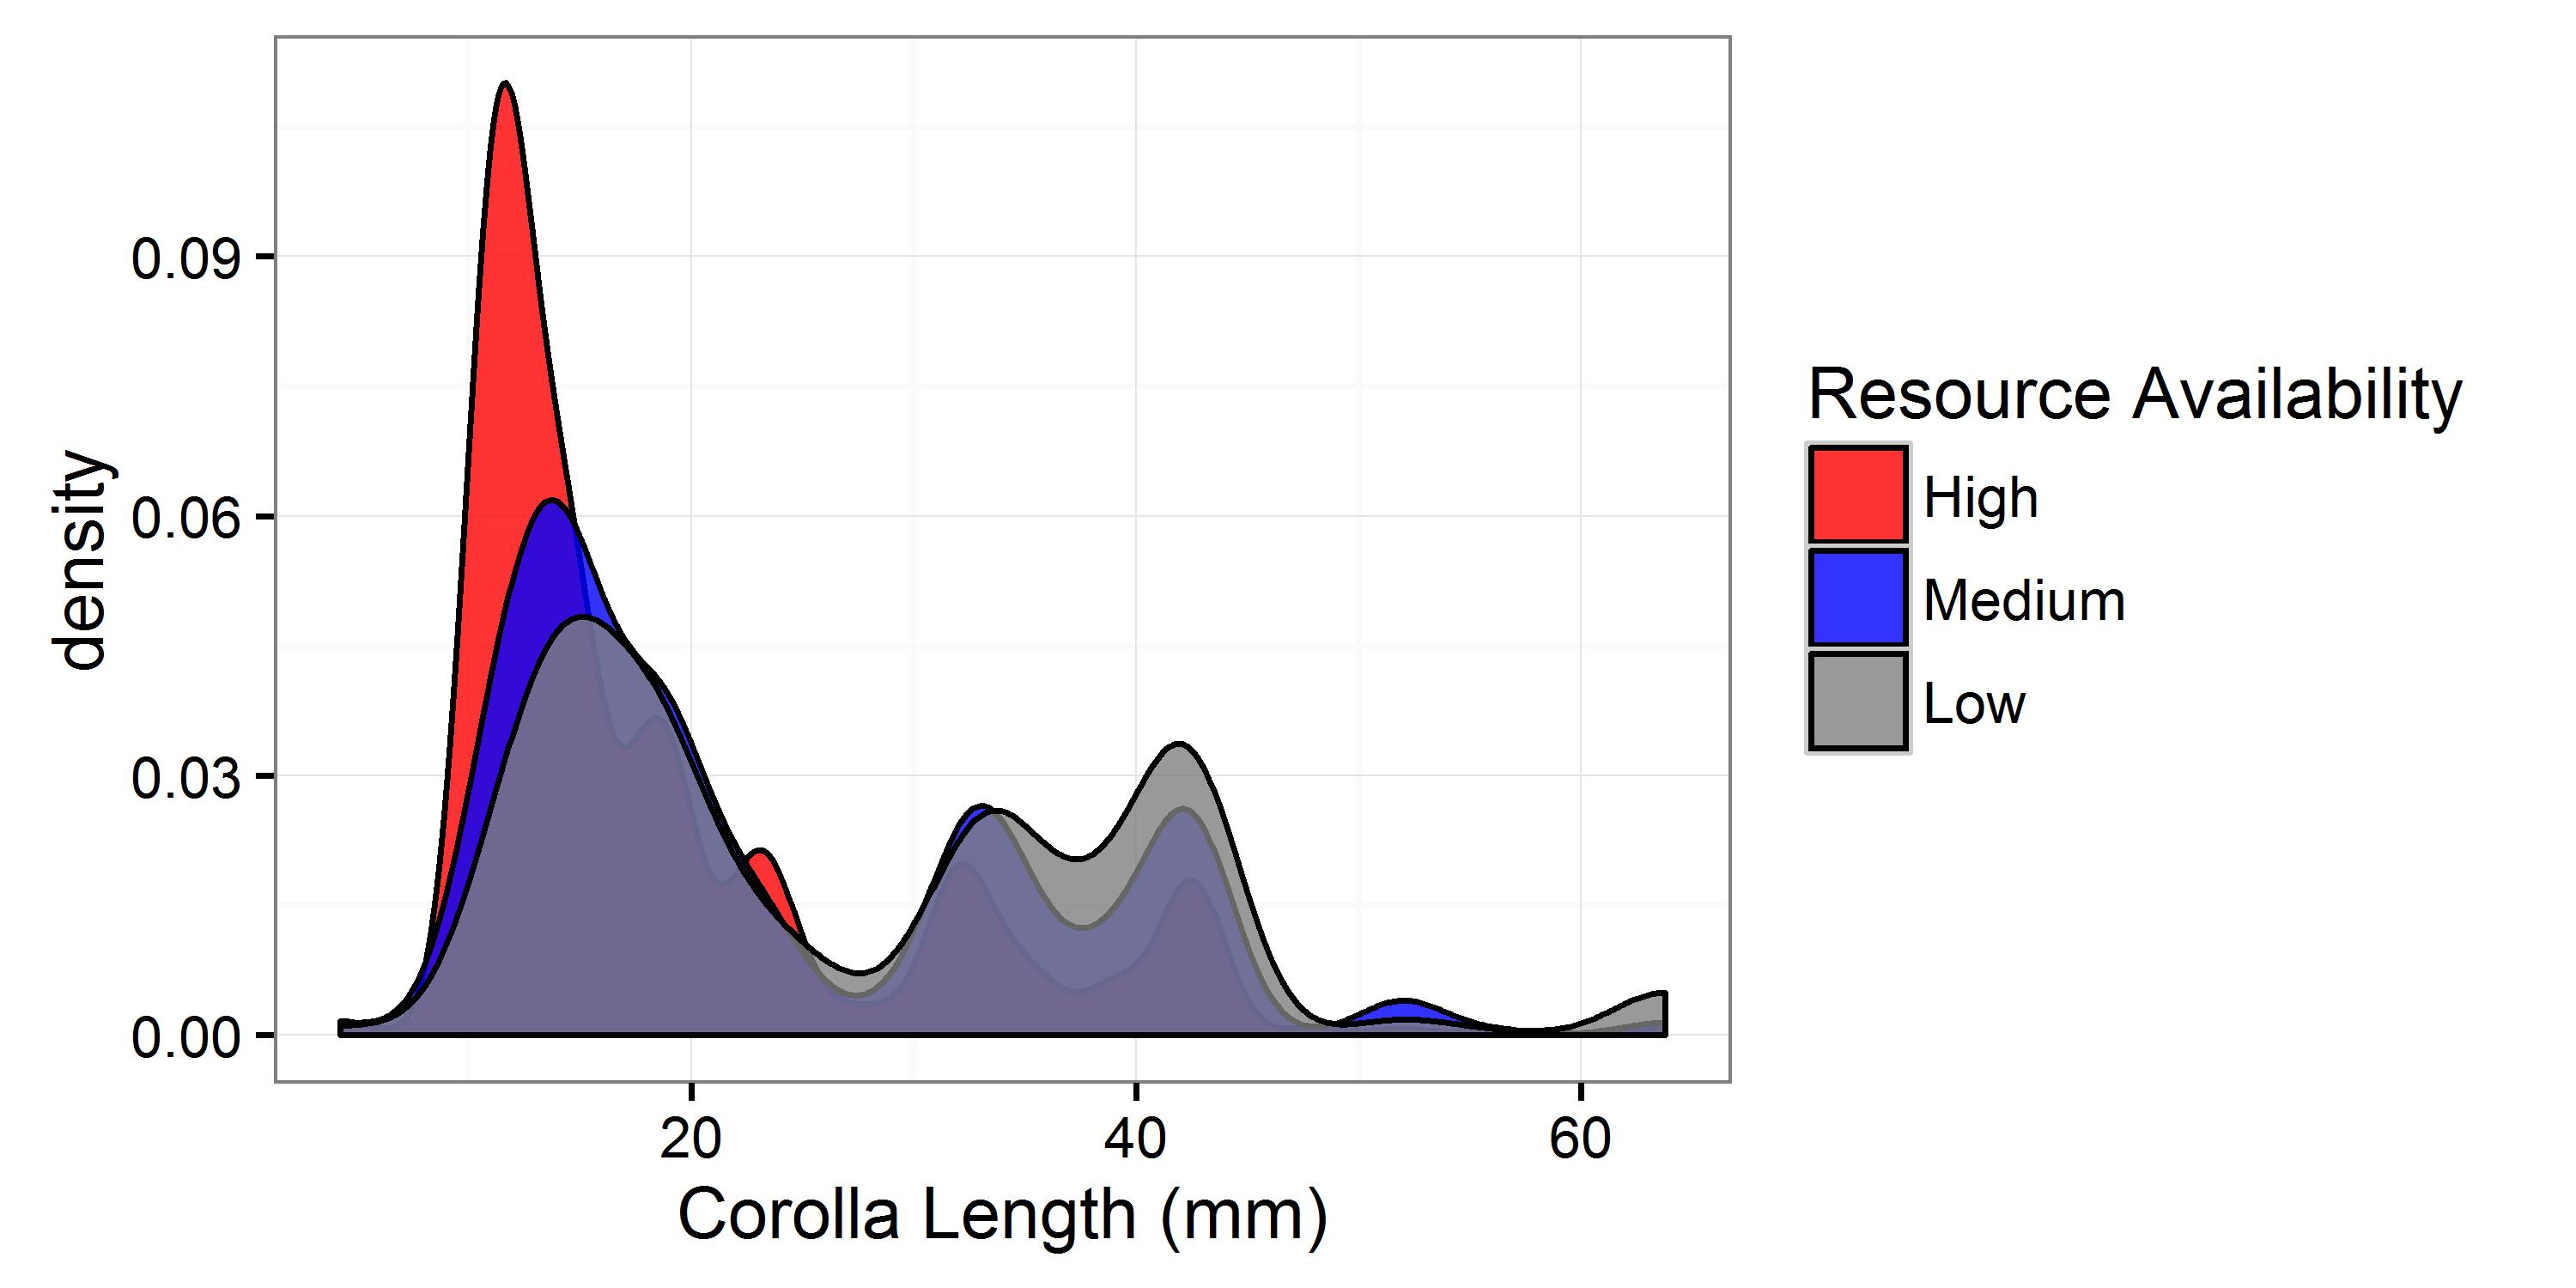 density
0.09
0.06
0.03
0.00
20 40 60
Corolla Length (mm)
Resource Availability
High
Medium
Low